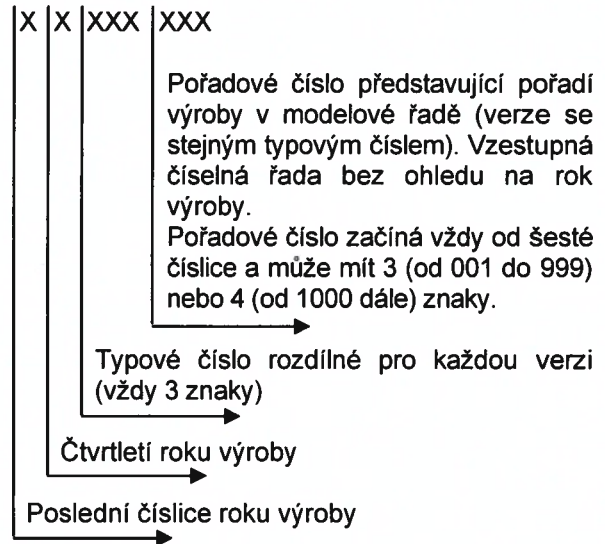 X X XXX XXX
Pořadové číslo představující pořadí
výroby v modelové řadě (verze se
stejným typovým číslem). Vzestupná
číselná řada bez ohledu na rok
výroby.
Pořadové číslo začíná vždy od šesté
číslice a může mít 3 (od 001 do 999)
nebo 4 (od 1000 dále) znaky.
Typové číslo rozdílné pro každou verzi
(vždy 3 znaky)
Čtvrtletí roku výroby
Poslední číslice roku výroby